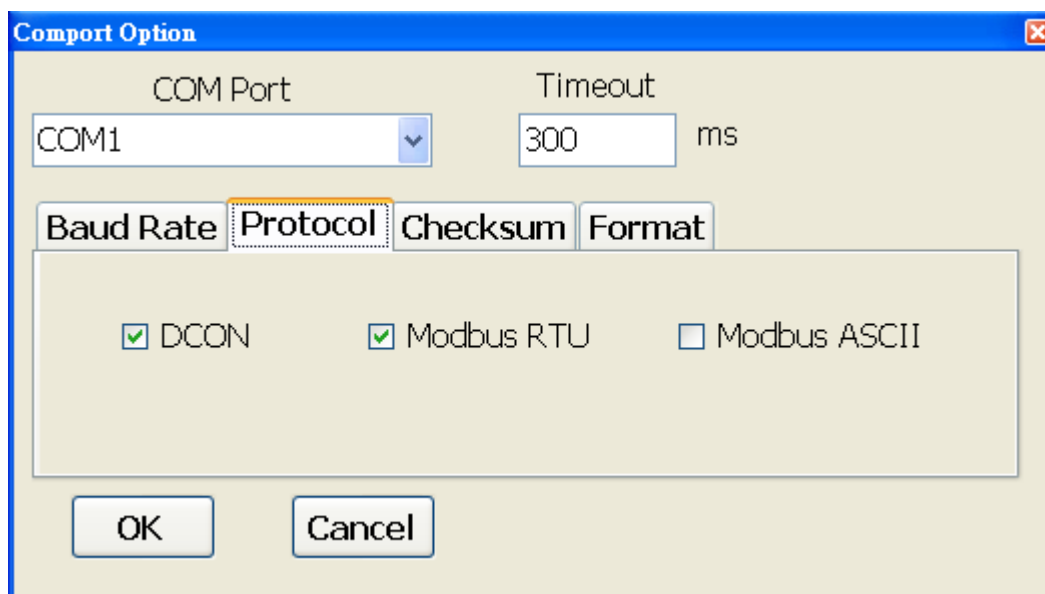 Comport Option
COM Port Timeout
COM1 300 ms
Baud Rate Protocol Checksum Format
DCON Modbus RTU Modbus ASCII
OK Cancel